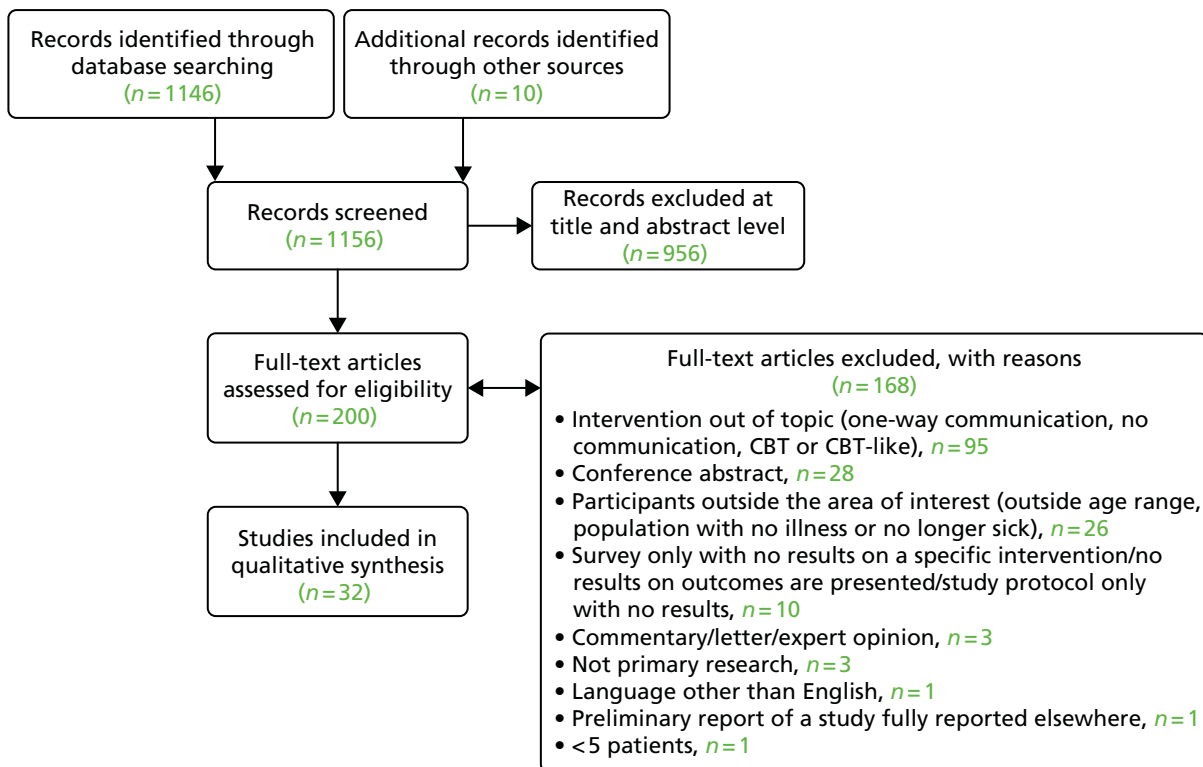 Records identified through
database searching
(n=1146)
Additional records identified
through other sources
(n=10)
Records screened
(n=1156)
Records excluded at
title and abstract level
(n=956)
Full-text articles
assessed for eligibility
(n=200)
Full-text articles excluded, with reasons
(n=168)
• Intervention out of topic (one-way communication, no
communication, CBT or CBT-like), n=95
• Conference abstract, n=28
• Participants outside the area of interest (outside age range,
population with no illness or no longer sick), n=26
• Survey only with no results on a specific intervention/no
results on outcomes are presented/study protocol only
with no results, n=10
• Commentary/letter/expert opinion, n=3
• Not primary research, n=3
• Language other than English, n=1
• Preliminary report of a study fully reported elsewhere, n=1
• <5 patients, n=1
Studies included in
qualitative synthesis
(n=32)